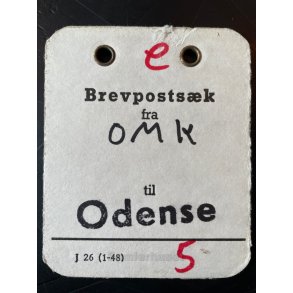 e
Brevpostsæk
fra
OMK
til
Odense
J 26 (1-48)
5